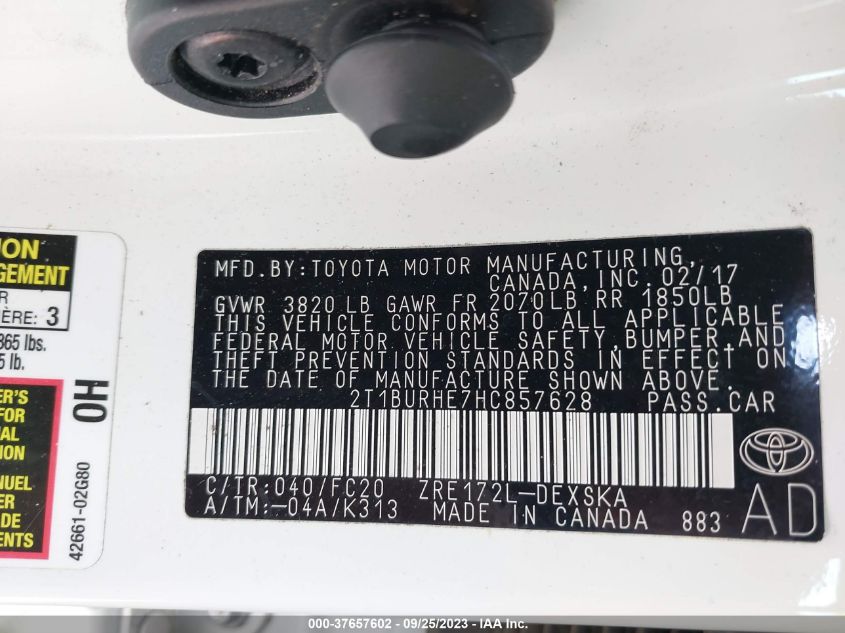 ION
GEMENT
R
IÈRE: 3
865 lbs.
5 lb.
R'S
FOR
AL
ION
NUEL
RE
DE
ENTS
OH
42661-02G80
MFD.BY:TOYOTA MOTOR MANUFACTURING,
CANADA,INC. 02/17
GVWR 3820 LB GAWR FR 2070LB RR 1850LB
THIS VEHICLE CONFORMS TO ALL APPLICABLE
FEDERAL MOTOR VEHICLE SAFETY,BUMPER,AND
THEFT PREVENTION STANDARDS IN EFFECT ON
THE DATE OF MANUFACTURE SHOWN ABOVE.
2T1BURHE7HC857628 PASS.CAR
C/TR:040/FC20 ZRE172L-DEXSKA
A/TM:-04A/K313 MADE IN CANADA 883
AD
000-37657602 - 09/25/2023 - IAA Inc.